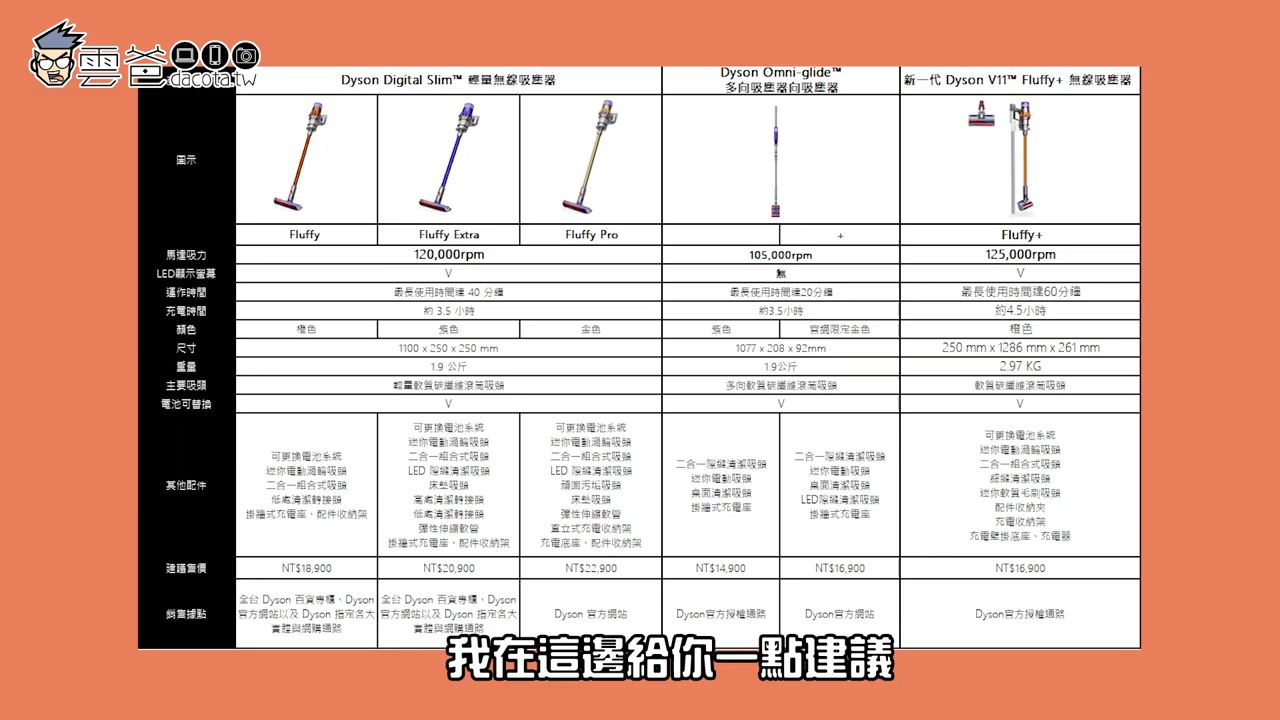 雲爸
dacota.tw
Dyson Digital Slim™ 輕量無線吸塵器
Dyson Omni-glide™
多向吸塵器向吸塵器
新一代 Dyson V11™ Fluffy+ 無線吸塵器
圖示
Fluffy
Fluffy Extra
Fluffy Pro
+
Fluffy+
馬達吸力
120,000rpm
105,000rpm
125,000rpm
LED顯示螢幕
V
無
V
運作時間
最長使用時間達 40 分鐘
最長使用時間達20分鐘
最長使用時間達60分鐘
充電時間
約 3.5 小時
約3.5小時
約4.5小時
顏色
橙色
紫色
金色
紫色
官網限定金色
橙色
尺寸
1100 x 250 x 250 mm
1077 x 208 x 92mm
250 mm x 1286 mm x 261 mm
重量
1.9 公斤
1.9公斤
2.97 KG
主要吸頭
輕量軟質碳纖維滾筒吸頭
多向軟質碳纖維滾筒吸頭
軟質碳纖維滾筒吸頭
電池可替換
V
V
V
其他配件
可更換電池系統
迷你電動渦輪吸頭
二合一組合式吸頭
低處清潔轉接頭
掛牆式充電座、配件收納架
可更換電池系統
迷你電動渦輪吸頭
二合一組合式吸頭
LED 隙縫清潔吸頭
床墊吸頭
高處清潔轉接頭
低處清潔轉接頭
彈性伸縮軟管
掛牆式充電座、配件收納架
可更換電池系統
迷你電動渦輪吸頭
二合一組合式吸頭
LED 隙縫清潔吸頭
頑固污垢吸頭
床墊吸頭
彈性伸縮軟管
直立式充電收納架
充電底座、配件收納架
二合一隙縫清潔吸頭
迷你電動吸頭
桌面清潔吸頭
掛牆式充電座
二合一隙縫清潔吸頭
迷你電動吸頭
桌面清潔吸頭
LED隙縫清潔吸頭
掛牆式充電座
可更換電池系統
迷你電動渦輪吸頭
二合一組合式吸頭
細縫清潔吸頭
迷你軟質毛刷吸頭
配件收納夾
充電收納架
充電壁掛底座、充電器
建議售價
NT$18,900
NT$20,900
NT$22,900
NT$14,900
NT$16,900
NT$16,900
銷售據點
全台 Dyson 百貨專櫃、Dyson
官方網站以及 Dyson 指定各大
實體與網購通路
全台 Dyson 百貨專櫃、Dyson
官方網站以及 Dyson 指定各大
實體與網購通路
Dyson 官方網站
Dyson官方授權通路
Dyson官方網站
Dyson官方授權通路
我在這邊給你一點建議